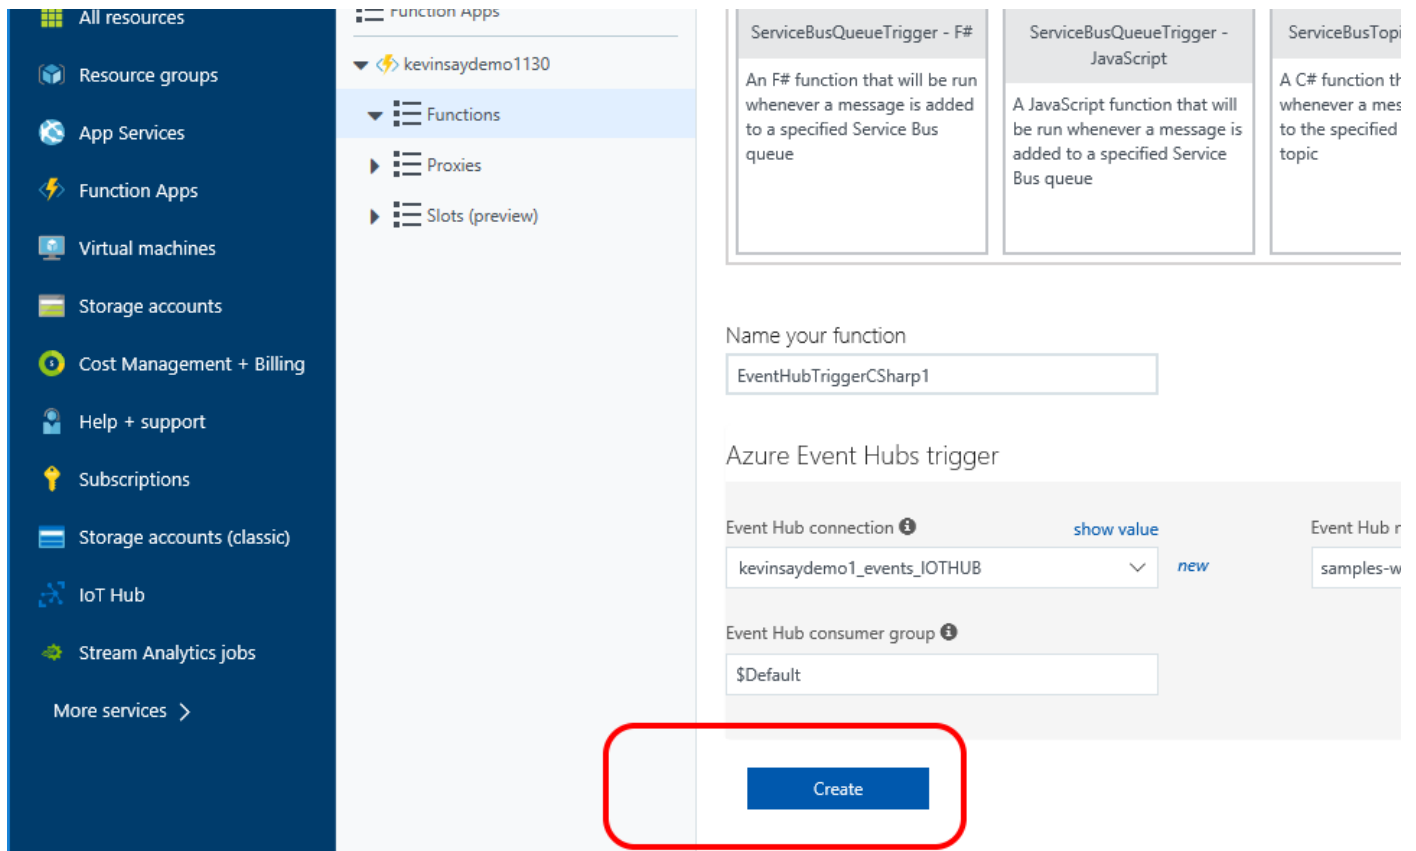 All resources
Resource groups
App Services
Function Apps
Virtual machines
Storage accounts
Cost Management + Billing
Help + support
Subscriptions
Storage accounts (classic)
IoT Hub
Stream Analytics jobs
More services
Function Apps
kevinsaydemo1130
Functions
Proxies
Slots (preview)
ServiceBusQueueTrigger - F#
An F# function that will be run
whenever a message is added
to a specified Service Bus
queue
ServiceBusQueueTrigger -
JavaScript
A JavaScript function that will
be run whenever a message is
added to a specified Service
Bus queue
ServiceBusTopi
A C# function th
whenever a mes
to the specified
topic
Name your function
EventHubTriggerCSharp1
Azure Event Hubs trigger
Event Hub connection
show value
kevinsaydemo1_events_IOTHUB
new
Event Hub n
samples-w
Event Hub consumer group
$Default
Create